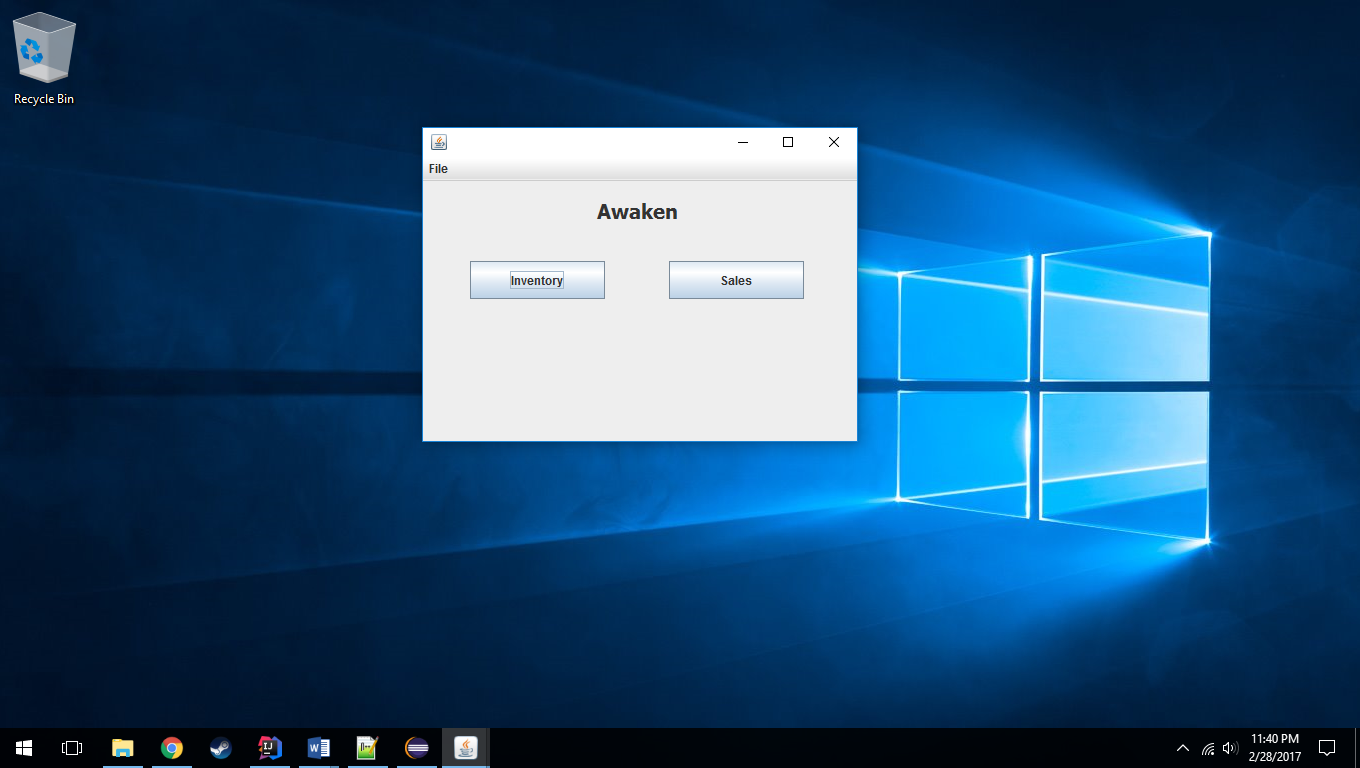 Recycle Bin
File
Awaken
Inventory
Sales
11:40 PM
2/28/2017